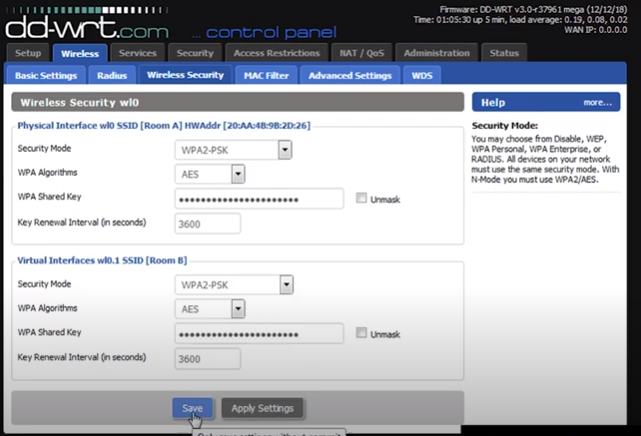 dd-wrt.com ... control panel
Firmware: DD-WRT v3.0-r37961 mega (12/12/18)
Time: 01:05:30 up 5 min, load average: 0.19, 0.08, 0.02
WAN IP: 0.0.0.0
Setup Wireless Services Security Access Restrictions NAT / QoS Administration Status
Basic Settings Radius Wireless Security MAC Filter Advanced Settings WDS
Wireless Security wl0
Physical Interface wl0 SSID [Room A] HWAddr [20:AA:4B:9B:2D:26]
Security Mode WPA2-PSK
WPA Algorithms AES
WPA Shared Key Unmask
Key Renewal Interval (in seconds) 3600
Virtual Interfaces wl0.1 SSID [Room B]
Security Mode WPA2-PSK
WPA Algorithms AES
WPA Shared Key Unmask
Key Renewal Interval (in seconds) 3600
Save Apply Settings
Help more...
Security Mode:
You may choose from Disable, WEP,
WPA Personal, WPA Enterprise, or
RADIUS. All devices on your network
must use the same security mode. With
N-Mode you must use WPA2/AES.